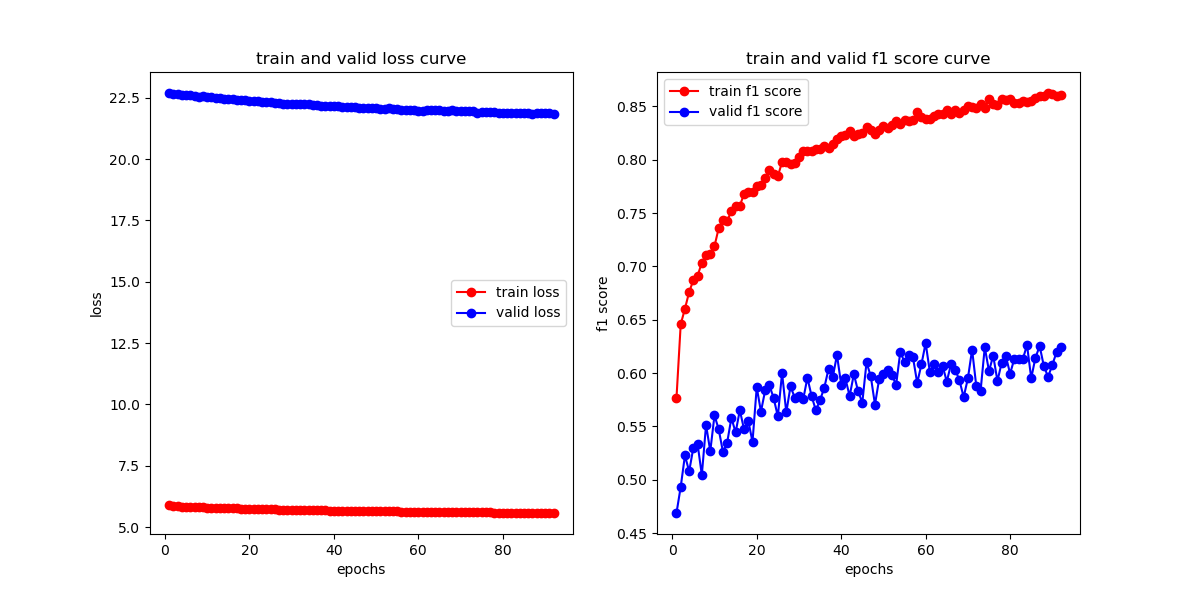 train and valid loss curve
loss
22.5
20.0
17.5
15.0
12.5
10.0
7.5
5.0
0 20 40 60 80
epochs
train loss
valid loss
train and valid f1 score curve
f1 score
0.85
0.80
0.75
0.70
0.65
0.60
0.55
0.50
0.45
0 20 40 60 80
epochs
train f1 score
valid f1 score